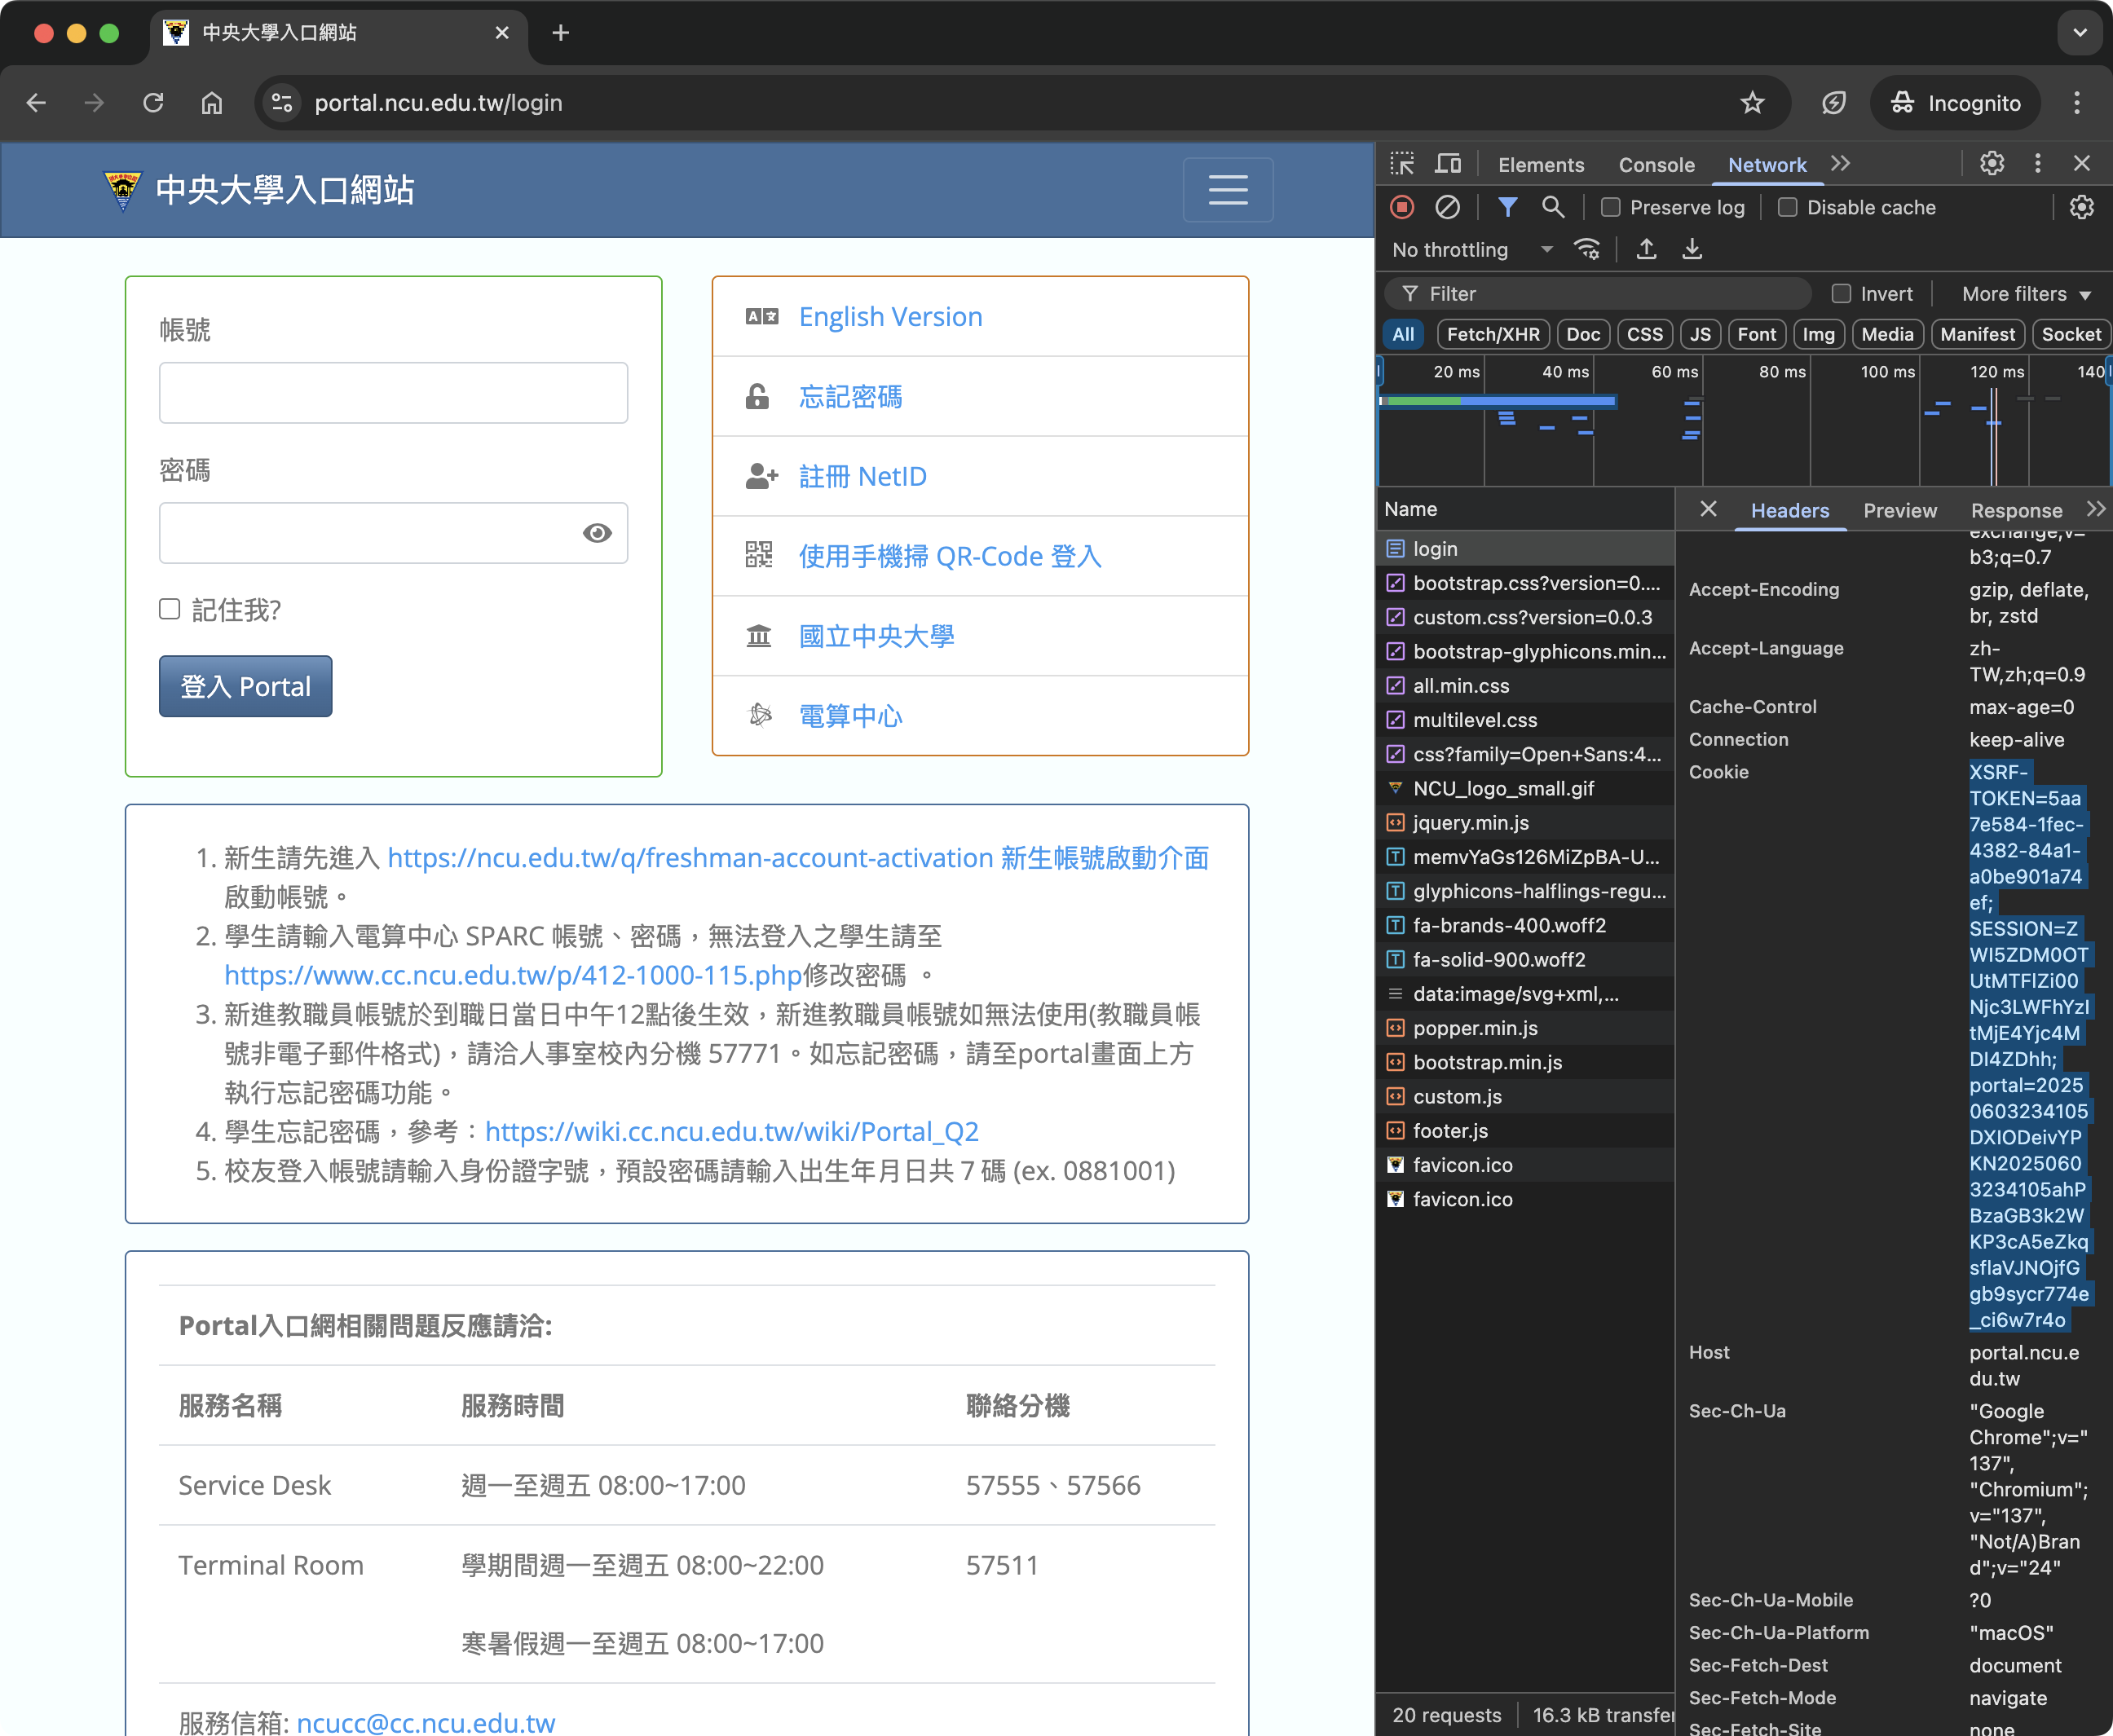 中央大學入口網站
portal.ncu.edu.tw/login
Incognito
中央大學入口網站
帳號
密碼
記住我?
登入 Portal
English Version
忘記密碼
註冊 NetID
使用手機掃 QR-Code 登入
國立中央大學
電算中心
1. 新生請先進入 https://ncu.edu.tw/q/freshman-account-activation 新生帳號啟動介面
啟動帳號。
2. 學生請輸入電算中心 SPARC 帳號、密碼，無法登入之學生請至
https://www.cc.ncu.edu.tw/p/412-1000-115.php修改密碼 。
3. 新進教職員帳號於到職日當日中午12點後生效，新進教職員帳號如無法使用(教職員帳
號非電子郵件格式)，請洽人事室校內分機 57771。如忘記密碼，請至portal畫面上方
執行忘記密碼功能。
4. 學生忘記密碼，參考：https://wiki.cc.ncu.edu.tw/wiki/Portal_Q2
5. 校友登入帳號請輸入身份證字號，預設密碼請輸入出生年月日共 7 碼 (ex. 0881001)
Portal入口網相關問題反應請洽:
服務名稱 服務時間 聯絡分機
Service Desk 週一至週五 08:00~17:00 57555、57566
Terminal Room 學期間週一至週五 08:00~22:00 57511
寒暑假週一至週五 08:00~17:00
服務信箱: ncucc@cc.ncu.edu.tw
Elements Console Network
Preserve log Disable cache
No throttling
Filter Invert More filters
All Fetch/XHR Doc CSS JS Font Img Media Manifest Socket
20 ms 40 ms 60 ms 80 ms 100 ms 120 ms 140
Name
login
bootstrap.css?version=0....
custom.css?version=0.0.3
bootstrap-glyphicons.min...
all.min.css
multilevel.css
css?family=Open+Sans:4...
NCU_logo_small.gif
jquery.min.js
memvYaGs126MiZpBA-U...
glyphicons-halflings-regu...
fa-brands-400.woff2
fa-solid-900.woff2
data:image/svg+xml,...
popper.min.js
bootstrap.min.js
custom.js
footer.js
favicon.ico
favicon.ico
20 requests 16.3 kB transfer
Headers Preview Response
exchange;v=
b3;q=0.7
Accept-Encoding gzip, deflate,
br, zstd
Accept-Language zh-
TW,zh;q=0.9
Cache-Control max-age=0
Connection keep-alive
Cookie XSRF-
TOKEN=5aa
7e584-1fec-
4382-84a1-
a0be901a74
ef;
SESSION=Z
WI5ZDM0OT
UtMTFlZi00
Njc3LWFhYzI
tMjE4Yjc4M
DI4ZDhh;
portal=2025
0603234105
DXIODeivYP
KN2025060
3234105ahP
BzaGB3k2W
KP3cA5eZkq
sflaVJNOjfG
gb9sycr774e
_ci6w7r4o
Host portal.ncu.e
du.tw
Sec-Ch-Ua "Google
Chrome";v="
137",
"Chromium";
v="137",
"Not/A)Bran
d";v="24"
Sec-Ch-Ua-Mobile ?0
Sec-Ch-Ua-Platform "macOS"
Sec-Fetch-Dest document
Sec-Fetch-Mode navigate
Sec-Fetch-Site none